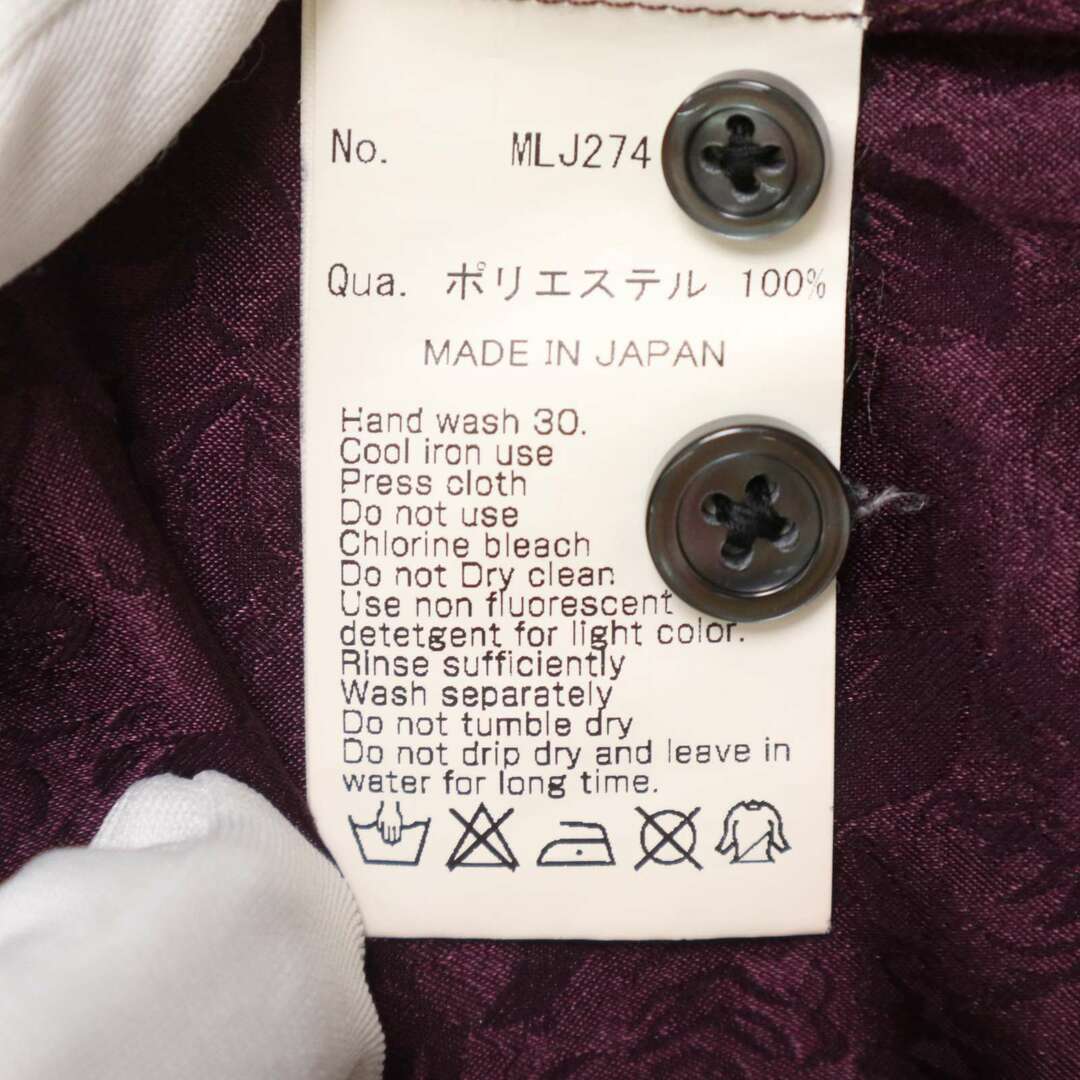 No. MLJ274
Qua. ポリエステル 100%
MADE IN JAPAN
Hand wash 30.
Cool iron use
Press cloth
Do not use
Chlorine bleach
Do not Dry clean
Use non fluorescent
detetgent for light color.
Rinse sufficiently
Wash separately
Do not tumble dry
Do not drip dry and leave in
water for long time.